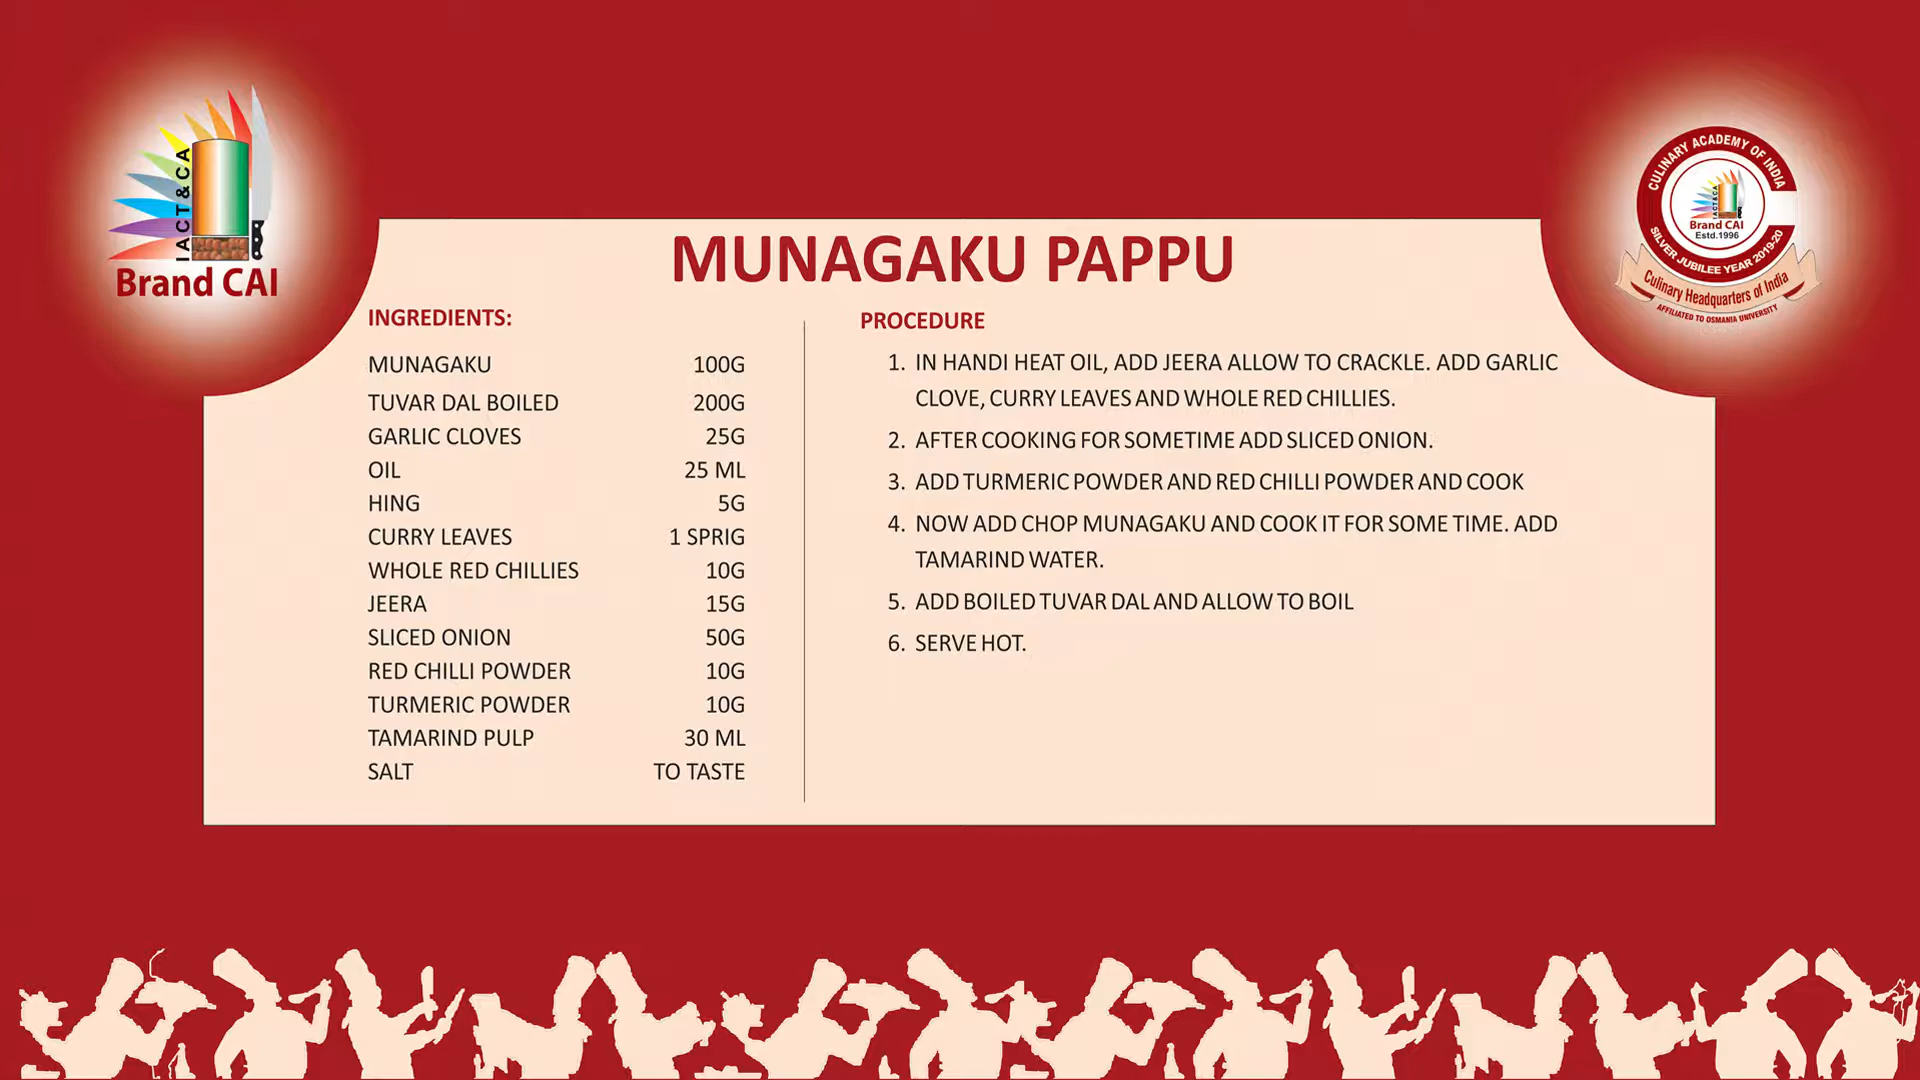 IACT&CA
Brand CAI
CULINARY ACADEMY OF INDIA
IACT&CA
Brand CAI
Estd.1996
SILVER JUBILEE YEAR 2019-20
Culinary Headquarters of India
AFFILIATED TO OSMANIA UNIVERSITY
MUNAGAKU PAPPU
INGREDIENTS:
MUNAGAKU 100G
TUVAR DAL BOILED 200G
GARLIC CLOVES 25G
OIL 25 ML
HING 5G
CURRY LEAVES 1 SPRIG
WHOLE RED CHILLIES 10G
JEERA 15G
SLICED ONION 50G
RED CHILLI POWDER 10G
TURMERIC POWDER 10G
TAMARIND PULP 30 ML
SALT TO TASTE
PROCEDURE
1. IN HANDI HEAT OIL, ADD JEERA ALLOW TO CRACKLE. ADD GARLIC
CLOVE, CURRY LEAVES AND WHOLE RED CHILLIES.
2. AFTER COOKING FOR SOMETIME ADD SLICED ONION.
3. ADD TURMERIC POWDER AND RED CHILLI POWDER AND COOK
4. NOW ADD CHOP MUNAGAKU AND COOK IT FOR SOME TIME. ADD
TAMARIND WATER.
5. ADD BOILED TUVAR DAL AND ALLOW TO BOIL
6. SERVE HOT.